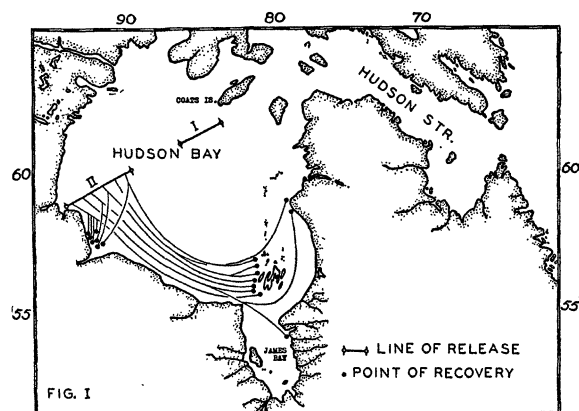 90 80 70
HUDSON STR.
COATS IS.
I
HUDSON BAY
60 60
II
55 55
JAMES
BAY
LINE OF RELEASE
POINT OF RECOVERY
FIG. I